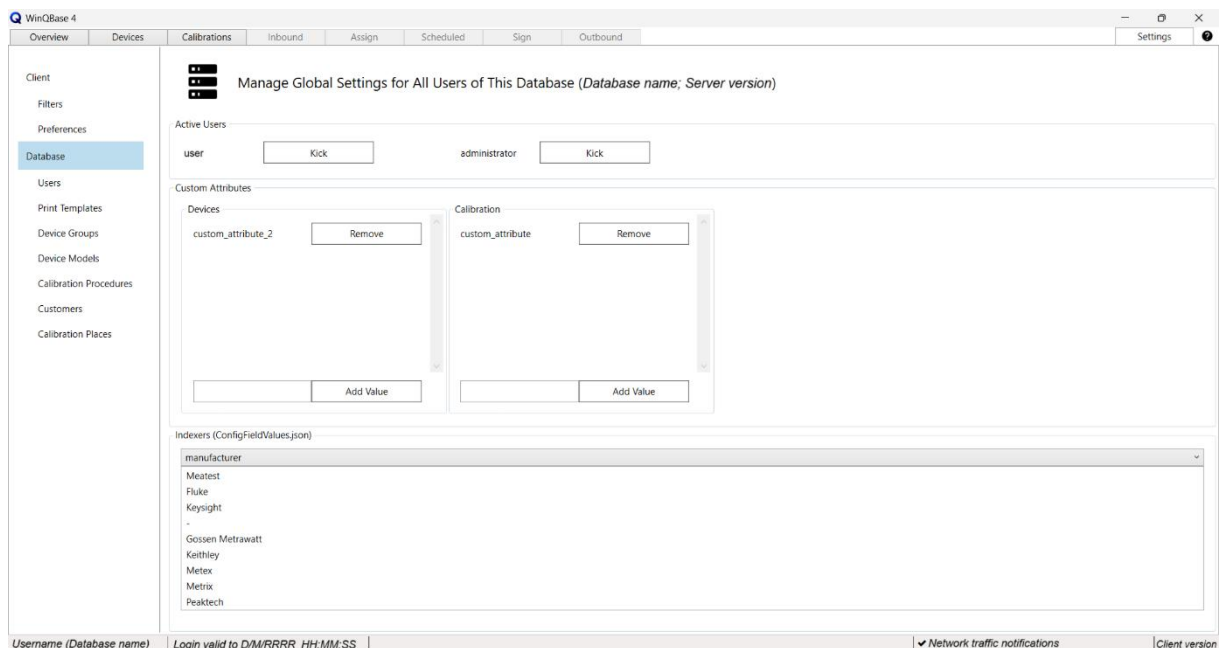 WinQBase 4
Overview Devices Calibrations Inbound Assign Scheduled Sign Outbound Settings ?
Client
Filters
Preferences
Database
Users
Print Templates
Device Groups
Device Models
Calibration Procedures
Customers
Calibration Places
Manage Global Settings for All Users of This Database (Database name; Server version)
Active Users
user Kick administrator Kick
Custom Attributes
Devices
custom_attribute_2 Remove
Add Value
Calibration
custom_attribute Remove
Add Value
Indexers (ConfigFieldValues.json)
manufacturer
Meatest
Fluke
Keysight
-
Gossen Metrawatt
Keithley
Metex
Metrix
Peaktech
Username (Database name) Login valid to D/M/RRRR HH:MM:SS ✓ Network traffic notifications Client version